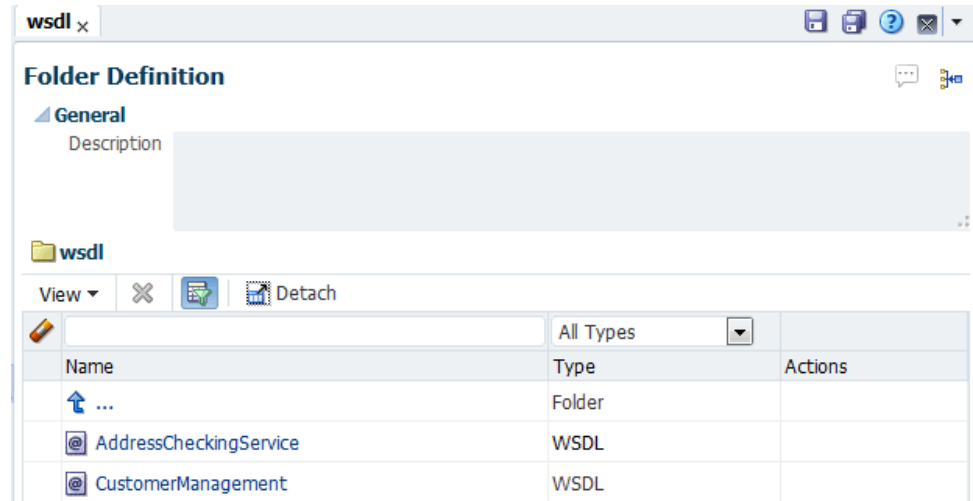 wsdl
Folder Definition
General
Description
wsdl
View
Detach
All Types
Name Type Actions
... Folder
@ AddressCheckingService WSDL
@ CustomerManagement WSDL